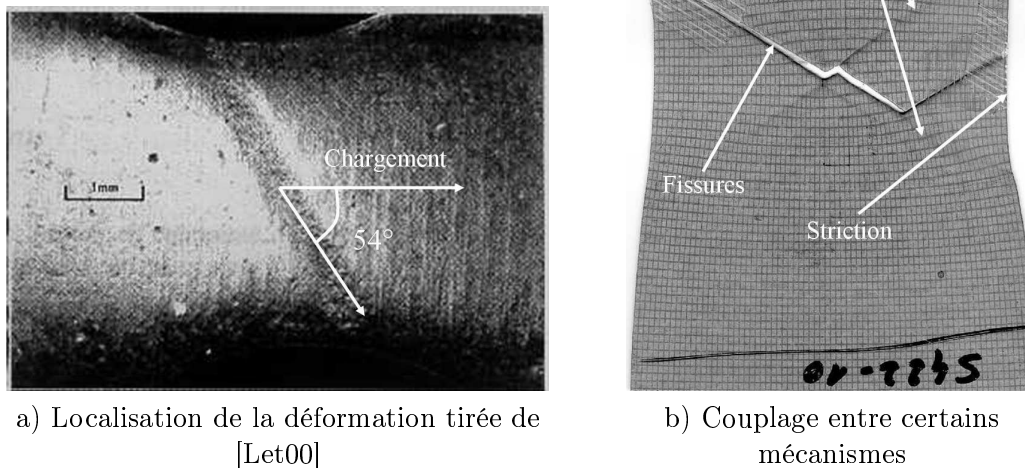 Chargement
1mm
54°
Fissures
Striction
a) Localisation de la déformation tirée de
[Let00]
b) Couplage entre certains
mécanismes